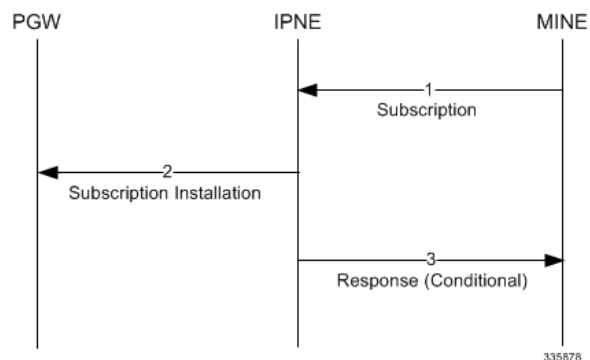 PGW IPNE MINE
1
Subscription
2
Subscription Installation
3
Response (Conditional)
335878